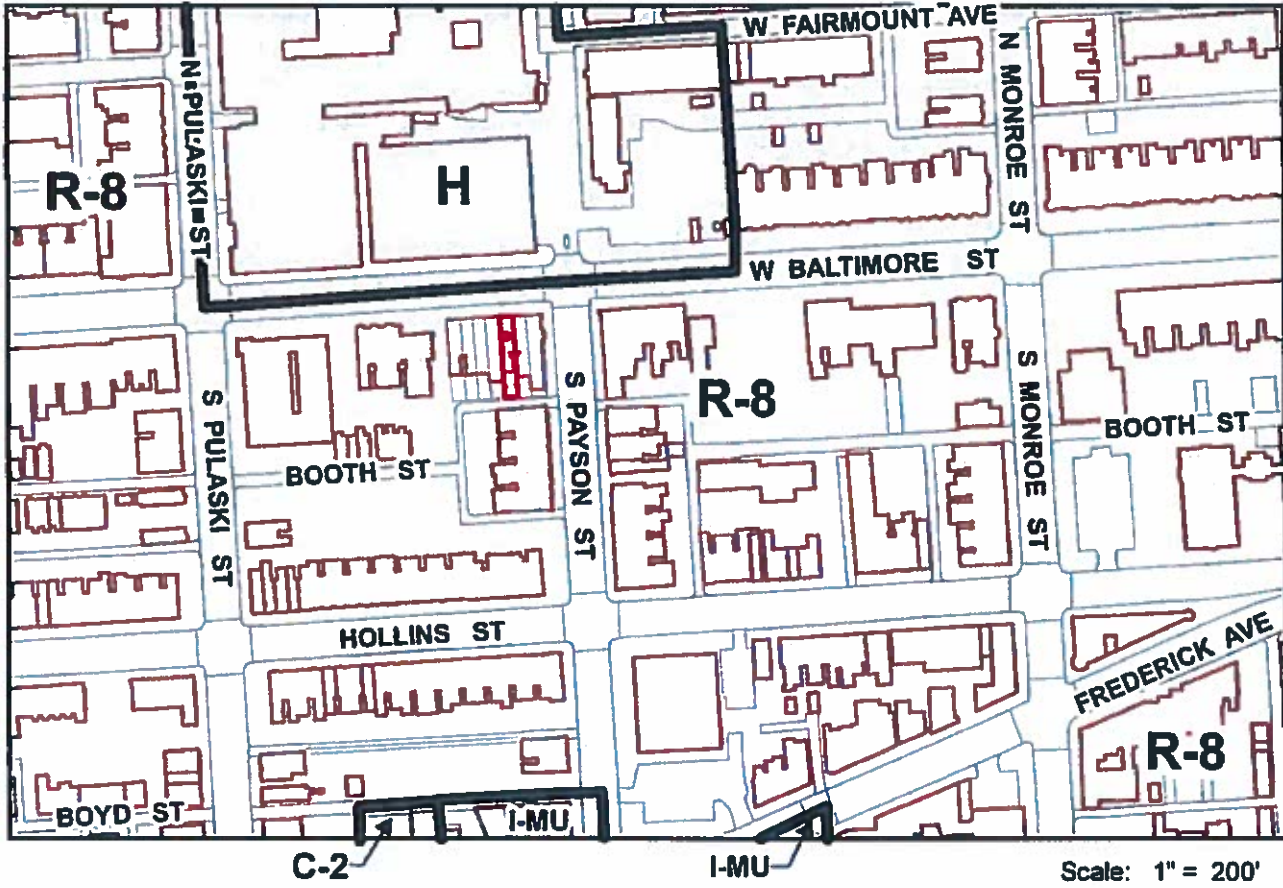 W FAIRMOUNT AVE
N PULASKI ST
N MONROE ST
R-8
H
W BALTIMORE ST
S PULASKI ST
S PAYSON ST
R-8
S MONROE ST
BOOTH ST
BOOTH ST
HOLLINS ST
FREDERICK AVE
R-8
BOYD ST
I-MU
C-2
I-MU
Scale: 1" = 200'